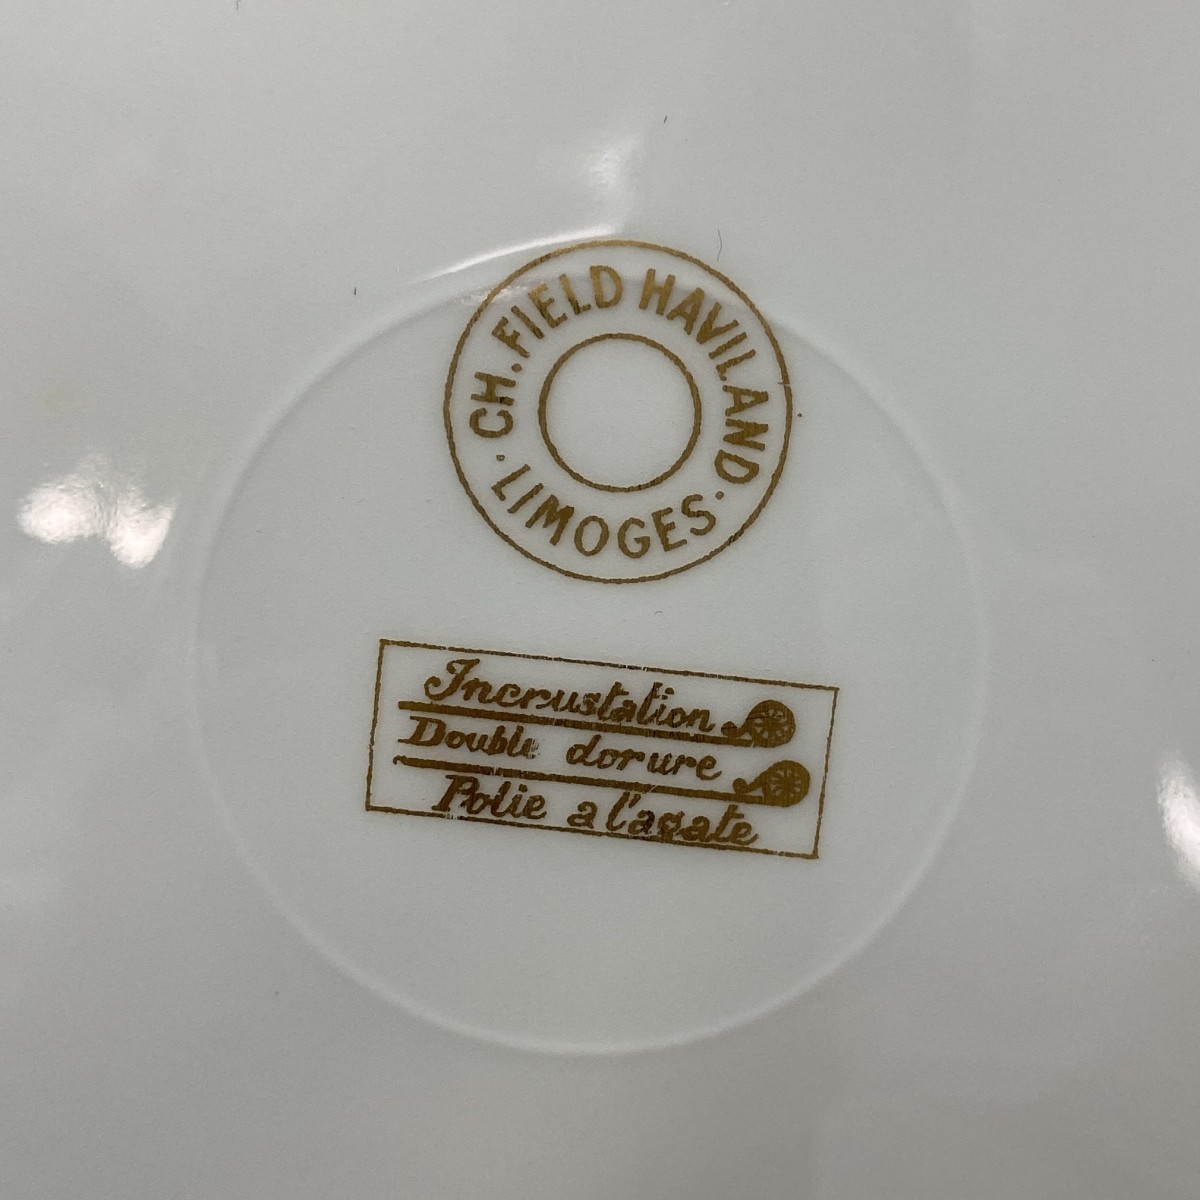 CH. FIELD HAVILAND
· LIMOGES ·
Incrustation
Double dorure
Polie a l'agate